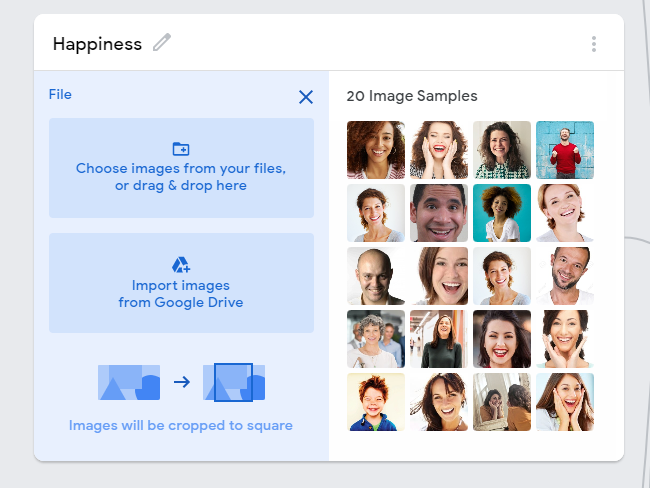 Happiness
File
Choose images from your files,
or drag & drop here
Import images
from Google Drive
Images will be cropped to square
20 Image Samples